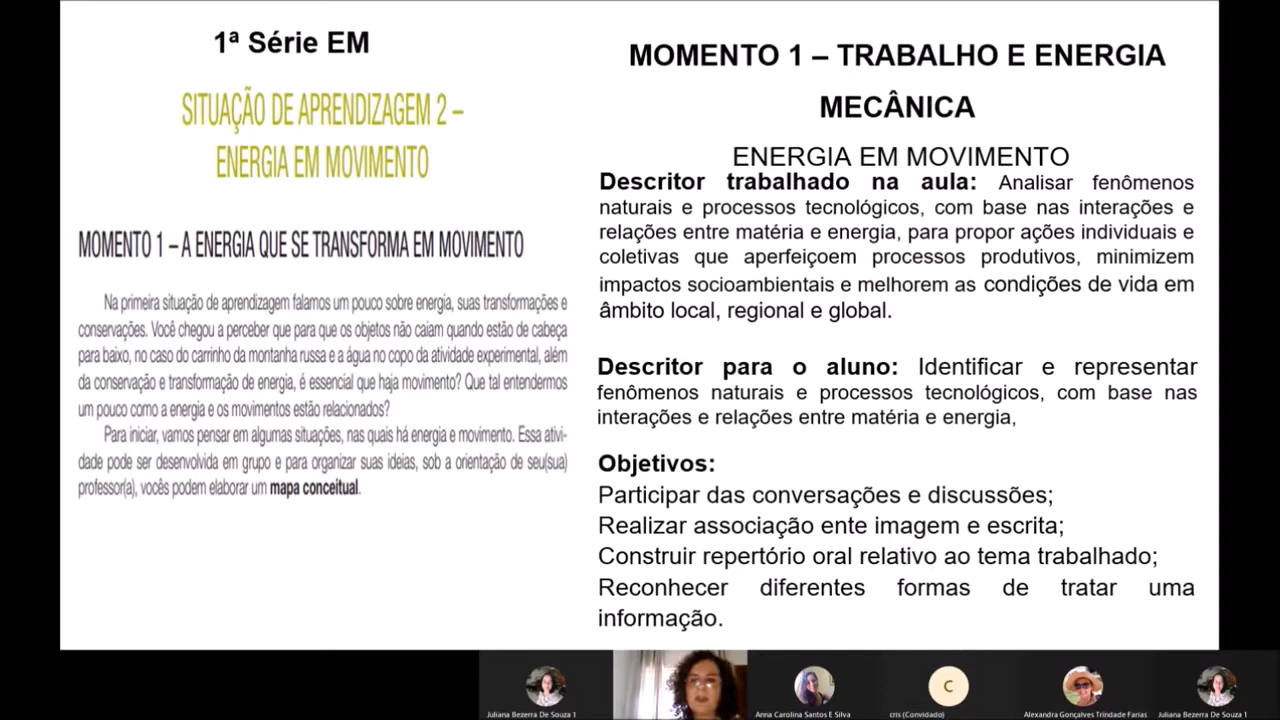 1ª Série EM
SITUAÇÃO DE APRENDIZAGEM 2 –
ENERGIA EM MOVIMENTO
MOMENTO 1 – A ENERGIA QUE SE TRANSFORMA EM MOVIMENTO
Na primeira situação de aprendizagem falamos um pouco sobre energia, suas transformações e
conservações. Você chegou a perceber que para que os objetos não caiam quando estão de cabeça
para baixo, no caso do carrinho da montanha russa e a água no copo da atividade experimental, além
da conservação e transformação de energia, é essencial que haja movimento? Que tal entendermos
um pouco como a energia e os movimentos estão relacionados?
Para iniciar, vamos pensar em algumas situações, nas quais há energia e movimento. Essa ativi-
dade pode ser desenvolvida em grupo e para organizar suas ideias, sob a orientação de seu(sua)
professor(a), vocês podem elaborar um mapa conceitual.
MOMENTO 1 – TRABALHO E ENERGIA
MECÂNICA
ENERGIA EM MOVIMENTO
Descritor trabalhado na aula: Analisar fenômenos
naturais e processos tecnológicos, com base nas interações e
relações entre matéria e energia, para propor ações individuais e
coletivas que aperfeiçoem processos produtivos, minimizem
impactos socioambientais e melhorem as condições de vida em
âmbito local, regional e global.
Descritor para o aluno: Identificar e representar
fenômenos naturais e processos tecnológicos, com base nas
interações e relações entre matéria e energia,
Objetivos:
Participar das conversações e discussões;
Realizar associação ente imagem e escrita;
Construir repertório oral relativo ao tema trabalhado;
Reconhecer diferentes formas de tratar uma
informação.
Juliana Bezerra De Souza 1
Anna Carolina Santos E Silva
C
cris (Convidado)
Alexandra Gonçalves Trindade Farias
Juliana Bezerra De Souza 1